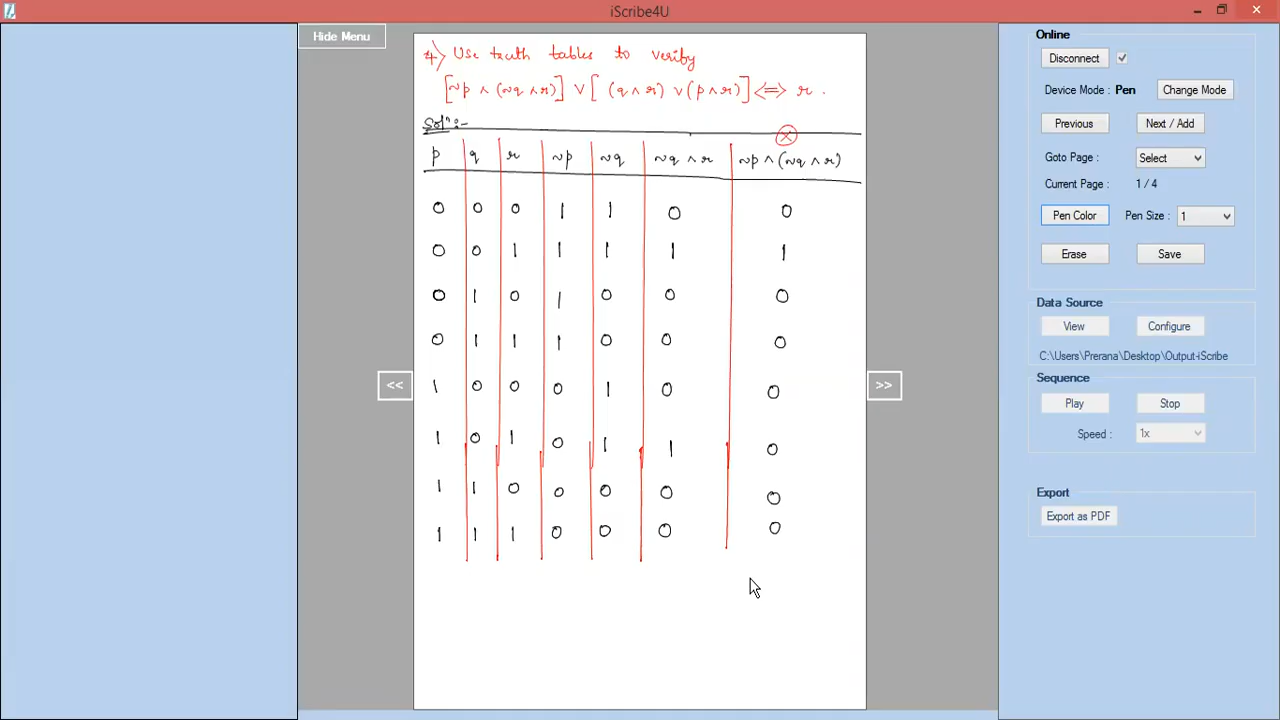 iScribe4U
Hide Menu
4) Use truth tables to verify
[~p ∧ (~q ∧ r)] ∨ [ (q ∧ r) ∨ (p ∧ r)] <=> r .
Solⁿ:-
X
p q r ~p ~q ~q ∧ r ~p ∧ (~q ∧ r)
0 0 0 1 1 0 0
0 0 1 1 1 1 1
0 1 0 1 0 0 0
0 1 1 1 0 0 0
1 0 0 0 1 0 0
1 0 1 0 1 1 0
1 1 0 0 0 0 0
1 1 1 0 0 0 0
<<
>>
Online
Disconnect
Device Mode : Pen Change Mode
Previous Next / Add
Goto Page : Select
Current Page : 1 / 4
Pen Color Pen Size : 1
Erase Save
Data Source
View Configure
C:\Users\Prerana\Desktop\Output-iScribe
Sequence
Play Stop
Speed : 1x
Export
Export as PDF